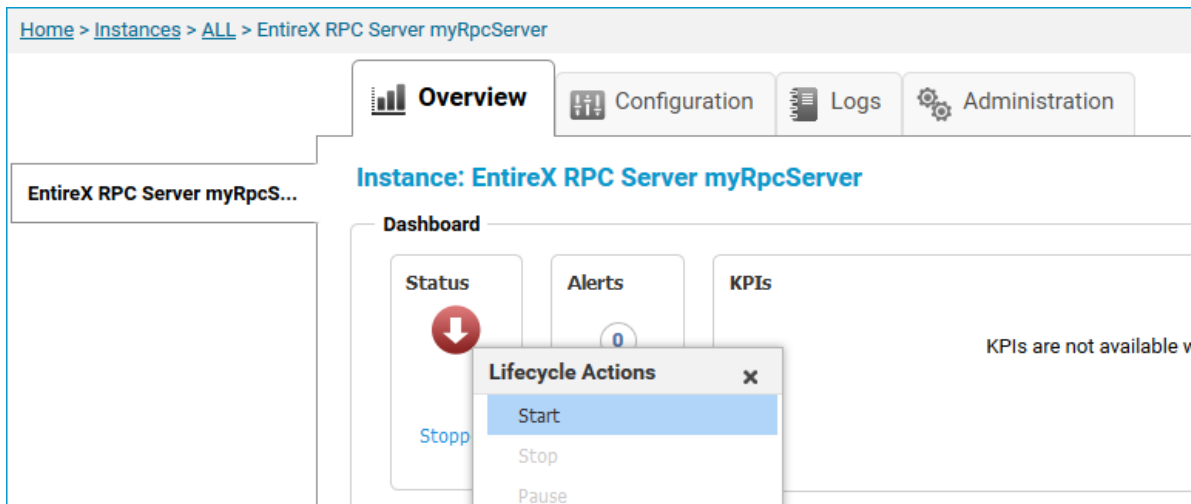 Home > Instances > ALL > EntireX RPC Server myRpcServer
Overview
Configuration
Logs
Administration
EntireX RPC Server myRpcS...
Instance: EntireX RPC Server myRpcServer
Dashboard
Status
Alerts
KPIs
0
KPIs are not available
Lifecycle Actions
Start
Stopp
Stop
Pause